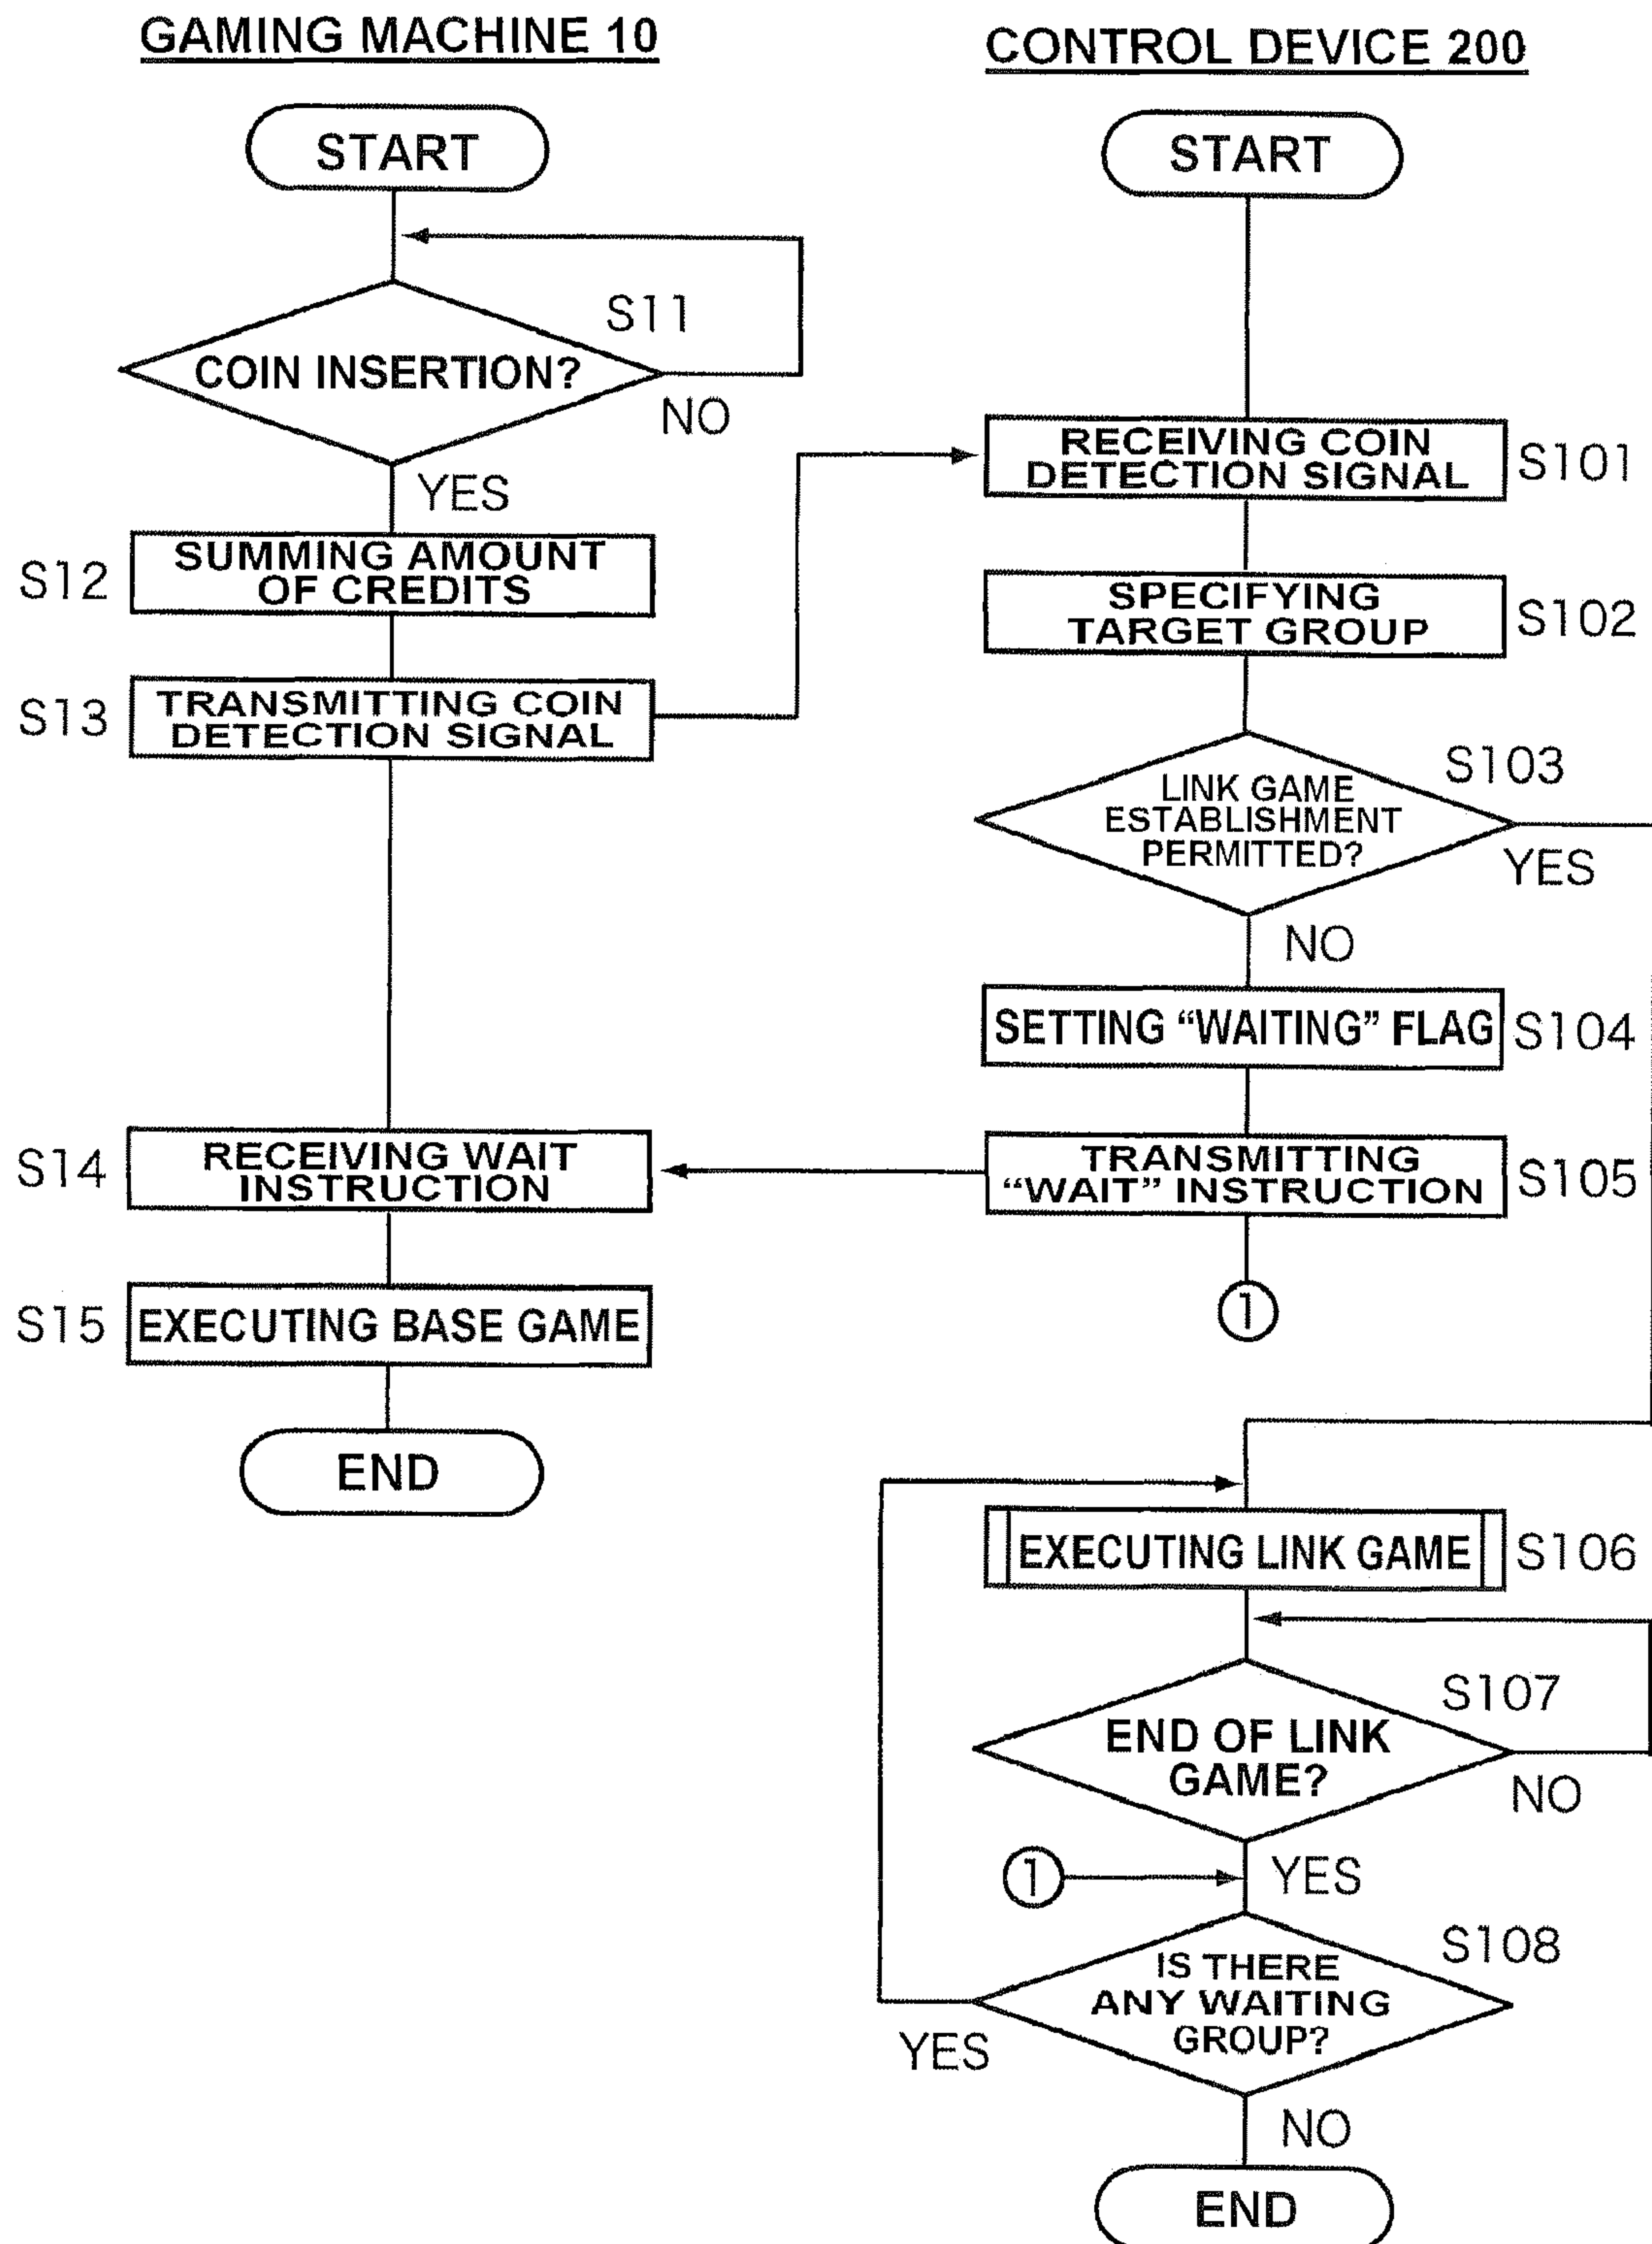 GAMING MACHINE 10
START
S11
COIN INSERTION?
NO
YES
S12
SUMMING AMOUNT
OF CREDITS
S13
TRANSMITTING COIN
DETECTION SIGNAL
S14
RECEIVING WAIT
INSTRUCTION
S15
EXECUTING BASE GAME
END
CONTROL DEVICE 200
START
RECEIVING COIN
DETECTION SIGNAL
S101
SPECIFYING
TARGET GROUP
S102
S103
LINK GAME
ESTABLISHMENT
PERMITTED?
YES
NO
SETTING “WAITING” FLAG
S104
TRANSMITTING
“WAIT” INSTRUCTION
S105
1
EXECUTING LINK GAME
S106
S107
END OF LINK
GAME?
NO
1
YES
S108
IS THERE
ANY WAITING
GROUP?
YES
NO
END